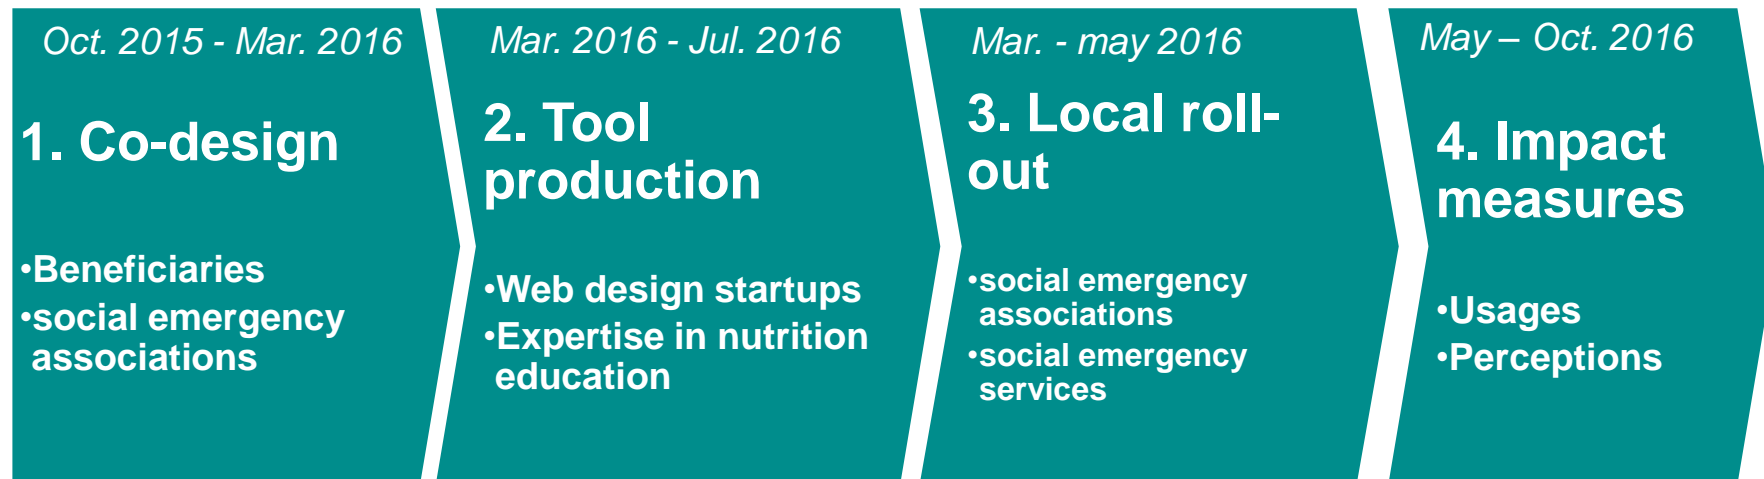 Oct. 2015 - Mar. 2016
1. Co-design
•Beneficiaries
•social emergency
associations
Mar. 2016 - Jul. 2016
2. Tool
production
•Web design startups
•Expertise in nutrition
education
Mar. - may 2016
3. Local roll-
out
•social emergency
associations
•social emergency
services
May – Oct. 2016
4. Impact
measures
•Usages
•Perceptions